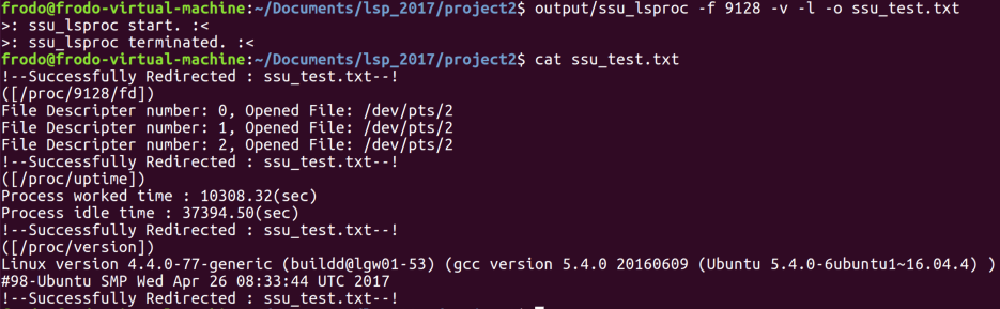 frodo@frodo-virtual-machine:~/Documents/lsp_2017/project2$ output/ssu_lsproc -f 9128 -v -l -o ssu_test.txt
>: ssu_lsproc start. :<
>: ssu_lsproc terminated. :<
frodo@frodo-virtual-machine:~/Documents/lsp_2017/project2$ cat ssu_test.txt
!--Successfully Redirected : ssu_test.txt--!
([/proc/9128/fd])
File Descripter number: 0, Opened File: /dev/pts/2
File Descripter number: 1, Opened File: /dev/pts/2
File Descripter number: 2, Opened File: /dev/pts/2
!--Successfully Redirected : ssu_test.txt--!
([/proc/uptime])
Process worked time : 10308.32(sec)
Process idle time : 37394.50(sec)
!--Successfully Redirected : ssu_test.txt--!
([/proc/version])
Linux version 4.4.0-77-generic (buildd@lgw01-53) (gcc version 5.4.0 20160609 (Ubuntu 5.4.0-6ubuntu1~16.04.4) )
#98-Ubuntu SMP Wed Apr 26 08:33:44 UTC 2017
!--Successfully Redirected : ssu_test.txt--!